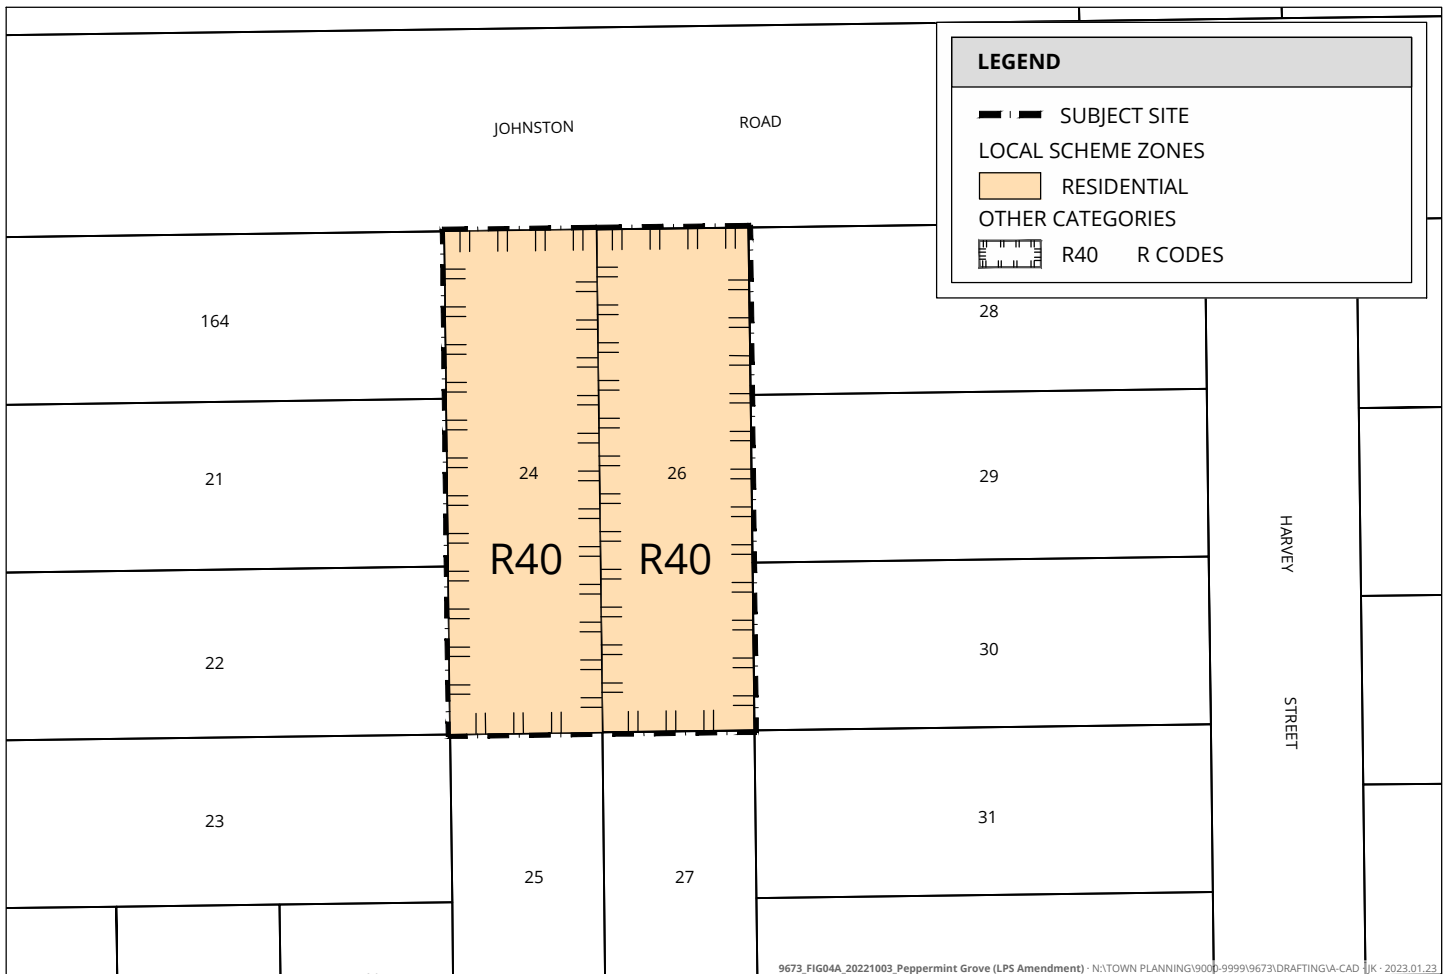 LEGEND
SUBJECT SITE
LOCAL SCHEME ZONES
RESIDENTIAL
OTHER CATEGORIES
R40 R CODES
JOHNSTON ROAD
164
28
21
24
26
29
R40
R40
HARVEY
22
30
STREET
23
31
25
27
9673_FIG04A_20221003_Peppermint Grove (LPS Amendment) · N:\TOWN PLANNING\9000-9999\9673\DRAFTING\A-CAD · JK · 2023.01.23